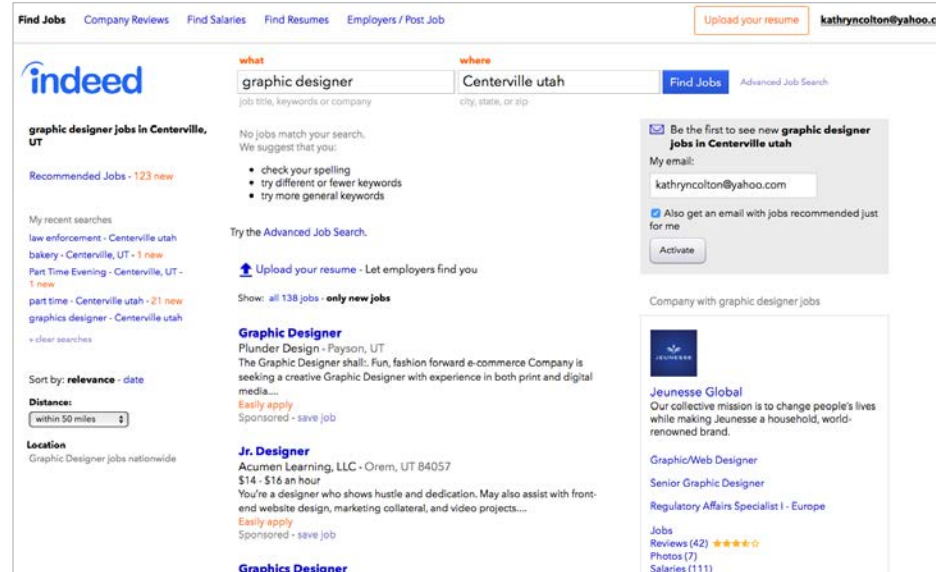 Find Jobs Company Reviews Find Salaries Find Resumes Employers / Post Job Upload your resume kathryncolton@yahoo.c
indeed
what where
graphic designer Centerville utah Find Jobs Advanced Job Search
job title, keywords or company city, state, or zip
graphic designer jobs in Centerville,
UT
Recommended Jobs - 123 new
My recent searches
law enforcement - Centerville utah
bakery - Centerville, UT - 1 new
Part Time Evening - Centerville, UT -
1 new
part time - Centerville utah - 21 new
graphics designer - Centerville utah
» clear searches
Sort by: relevance - date
Distance:
within 50 miles
Location
Graphic Designer jobs nationwide
No jobs match your search.
We suggest that you:
• check your spelling
• try different or fewer keywords
• try more general keywords
Try the Advanced Job Search.
Upload your resume - Let employers find you
Show: all 138 jobs - only new jobs
Graphic Designer
Plunder Design - Payson, UT
The Graphic Designer shall:. Fun, fashion forward e-commerce Company is
seeking a creative Graphic Designer with experience in both print and digital
media....
Easily apply
Sponsored - save job
Jr. Designer
Acumen Learning, LLC - Orem, UT 84057
$14 - $16 an hour
You're a designer who shows hustle and dedication. May also assist with front-
end website design, marketing collateral, and video projects....
Easily apply
Sponsored - save job
Graphics Designer
Be the first to see new graphic designer
jobs in Centerville utah
My email:
kathryncolton@yahoo.com
Also get an email with jobs recommended just
for me
Activate
Company with graphic designer jobs
JEUNESSE
Jeunesse Global
Our collective mission is to change people's lives
while making Jeunesse a household, world-
renowned brand.
Graphic/Web Designer
Senior Graphic Designer
Regulatory Affairs Specialist I - Europe
Jobs
Reviews (42)
Photos (7)
Salaries (111)